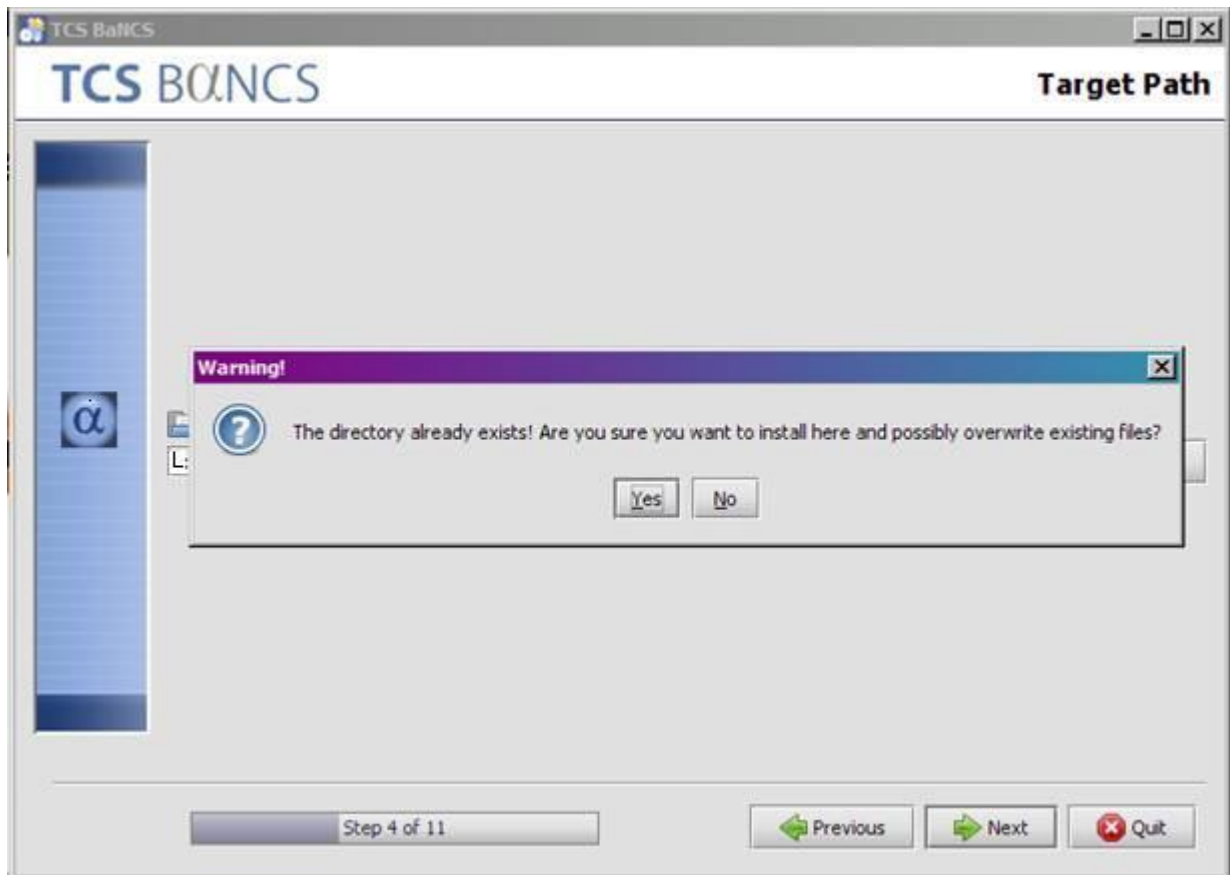 TCS BaNCS
TCS BαNCS
Target Path
Warning!
The directory already exists! Are you sure you want to install here and possibly overwrite existing files?
α
L:
Yes No
Step 4 of 11
Previous Next Quit